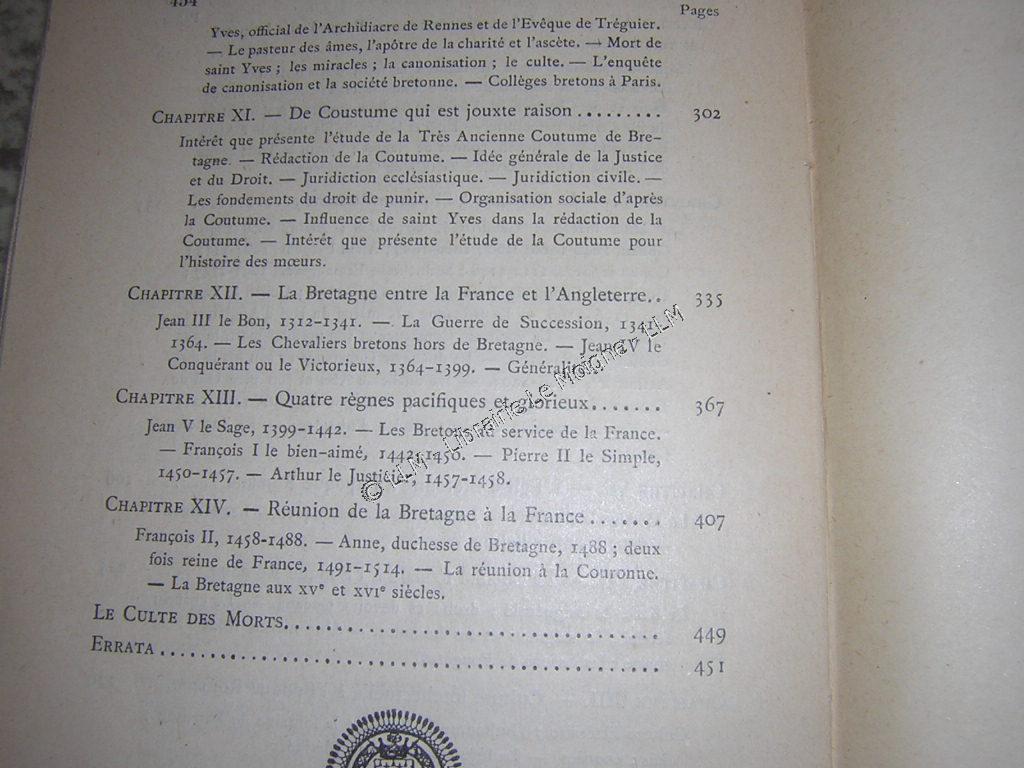 454
Pages
Yves, official de l'Archidiacre de Rennes et de l'Evêque de Tréguier.
— Le pasteur des âmes, l'apôtre de la charité et l'ascète. — Mort de
saint Yves ; les miracles ; la canonisation ; le culte. — L'enquête
de canonisation et la société bretonne. — Collèges bretons à Paris.
CHAPITRE XI. — De Coustume qui est jouxte raison ......... 302
Intérêt que présente l'étude de la Très Ancienne Coutume de Bre-
tagne. — Rédaction de la Coutume. — Idée générale de la Justice
et du Droit. — Juridiction ecclésiastique. — Juridiction civile. —
Les fondements du droit de punir. — Organisation sociale d'après
la Coutume. — Influence de saint Yves dans la rédaction de la
Coutume. — Intérêt que présente l'étude de la Coutume pour
l'histoire des mœurs.
CHAPITRE XII. — La Bretagne entre la France et l'Angleterre.. 335
Jean III le Bon, 1312-1341. — La Guerre de Succession, 1341-
1364. — Les Chevaliers bretons hors de Bretagne. — Jean IV le
Conquérant ou le Victorieux, 1364-1399. — Généralités.
CHAPITRE XIII. — Quatre règnes pacifiques et glorieux....... 367
Jean V le Sage, 1399-1442. — Les Bretons au service de la France.
— François I le bien-aimé, 1442-1450. — Pierre II le Simple,
1450-1457. — Arthur le Justicier, 1457-1458.
CHAPITRE XIV. — Réunion de la Bretagne à la France ....... 407
François II, 1458-1488. — Anne, duchesse de Bretagne, 1488 ; deux
fois reine de France, 1491-1514. — La réunion à la Couronne.
— La Bretagne aux XVe et XVIe siècles.
LE CULTE DES MORTS.............................. 449
ERRATA ........................................ 451
© LLM - Librairie Le Moigne - LLM